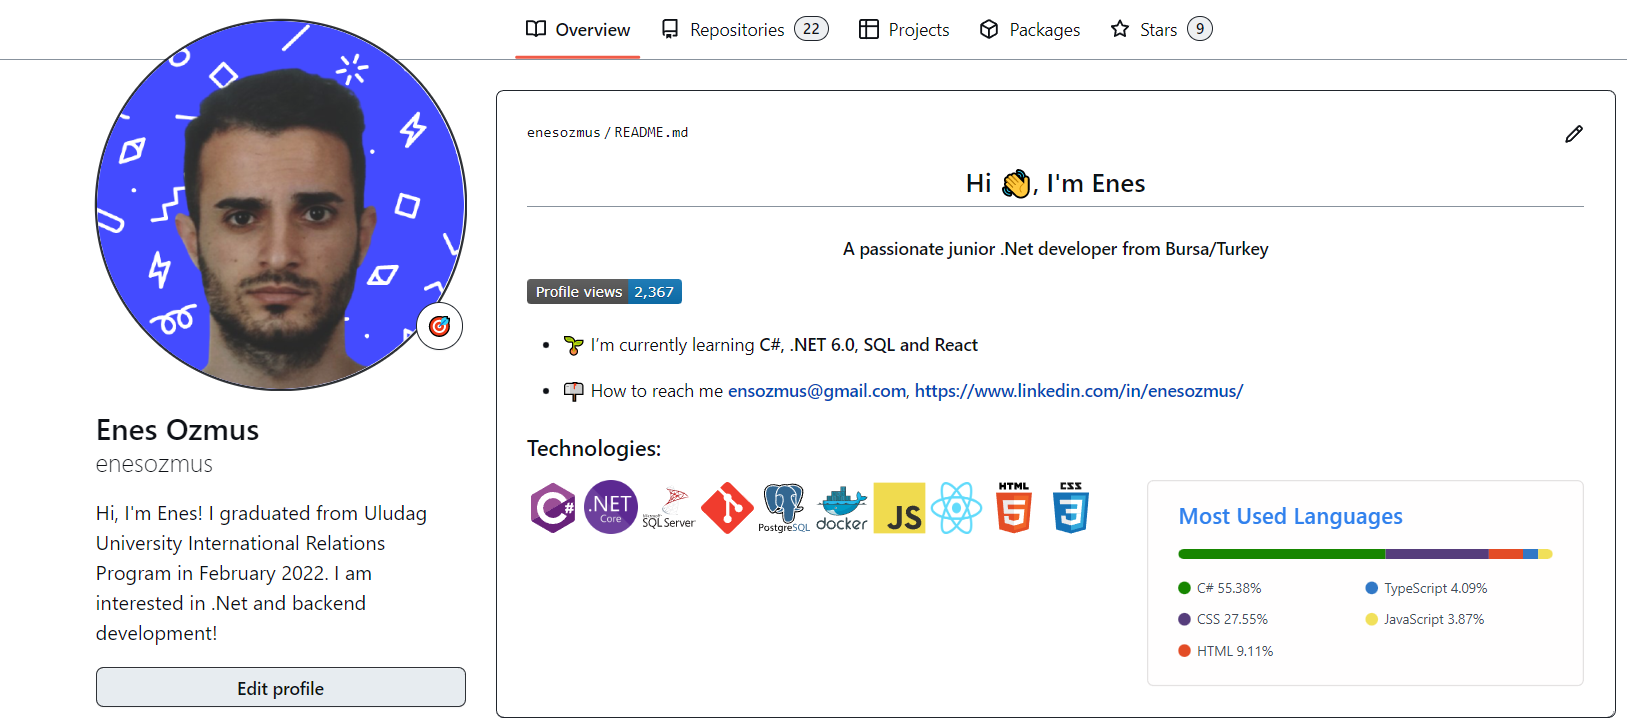 Overview Repositories 22 Projects Packages Stars 9
enesozmus / README.md
Hi 👋, I'm Enes
A passionate junior .Net developer from Bursa/Turkey
Profile views 2,367
🌱 I’m currently learning C#, .NET 6.0, SQL and React
📫 How to reach me ensozmus@gmail.com, https://www.linkedin.com/in/enesozmus/
Enes Ozmus
enesozmus
Hi, I'm Enes! I graduated from Uludag
University International Relations
Program in February 2022. I am
interested in .Net and backend
development!
Edit profile
Technologies:
C#
.NET
Core
Microsoft
SQL Server
PostgreSQL
docker
JS
HTML
5
CSS
3
Most Used Languages
C# 55.38%
CSS 27.55%
HTML 9.11%
TypeScript 4.09%
JavaScript 3.87%